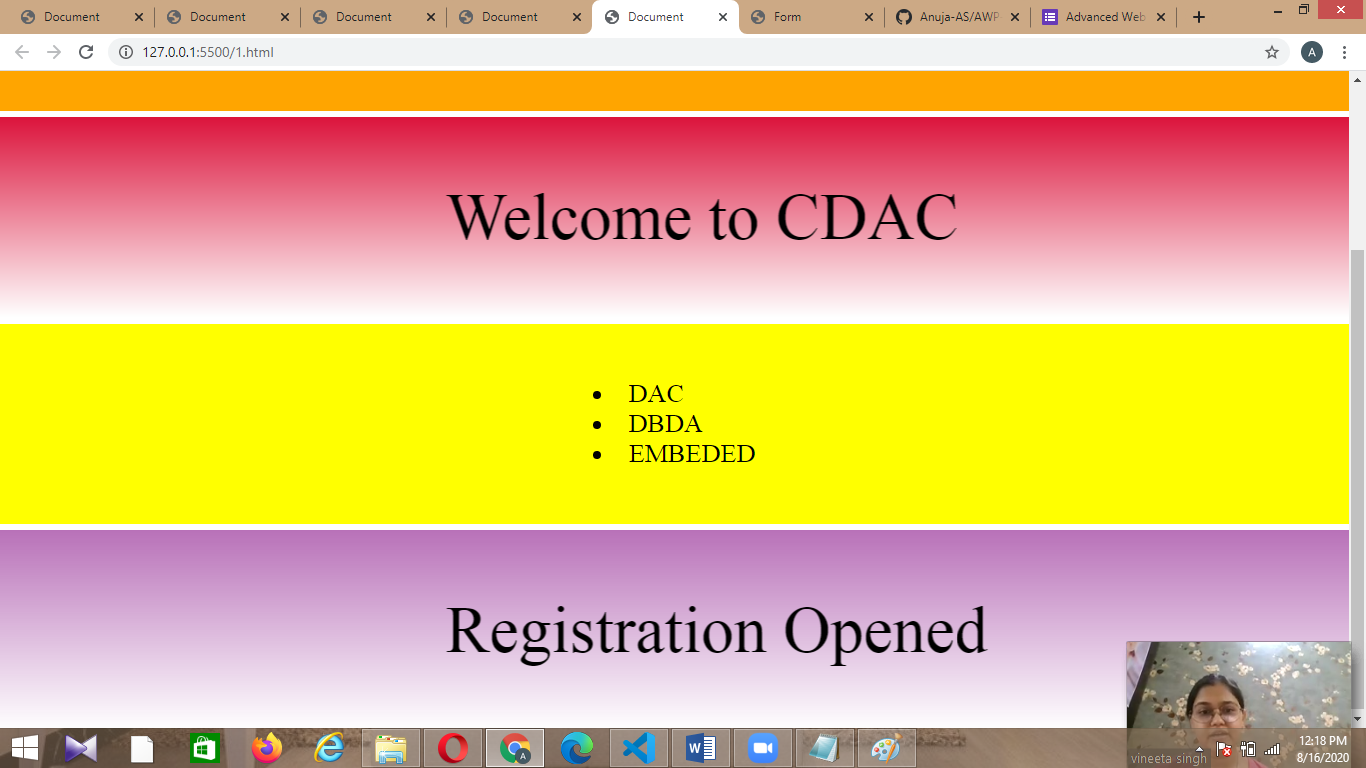 Document
Document
Document
Document
Document
Form
Anuja-AS/AWP
Advanced Web
127.0.0.1:5500/1.html
A
Welcome to CDAC
DAC
DBDA
EMBEDED
Registration Opened
vineeta singh
12:18 PM
8/16/2020